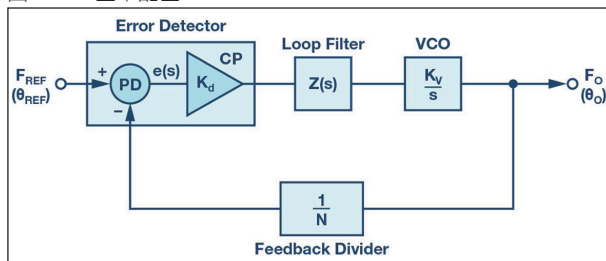 Error Detector
CP
Loop Filter
VCO
F_REF
(θ_REF)
+
PD
−
e(s)
K_d
Z(s)
K_V
s
F_O
(θ_O)
1
N
Feedback Divider